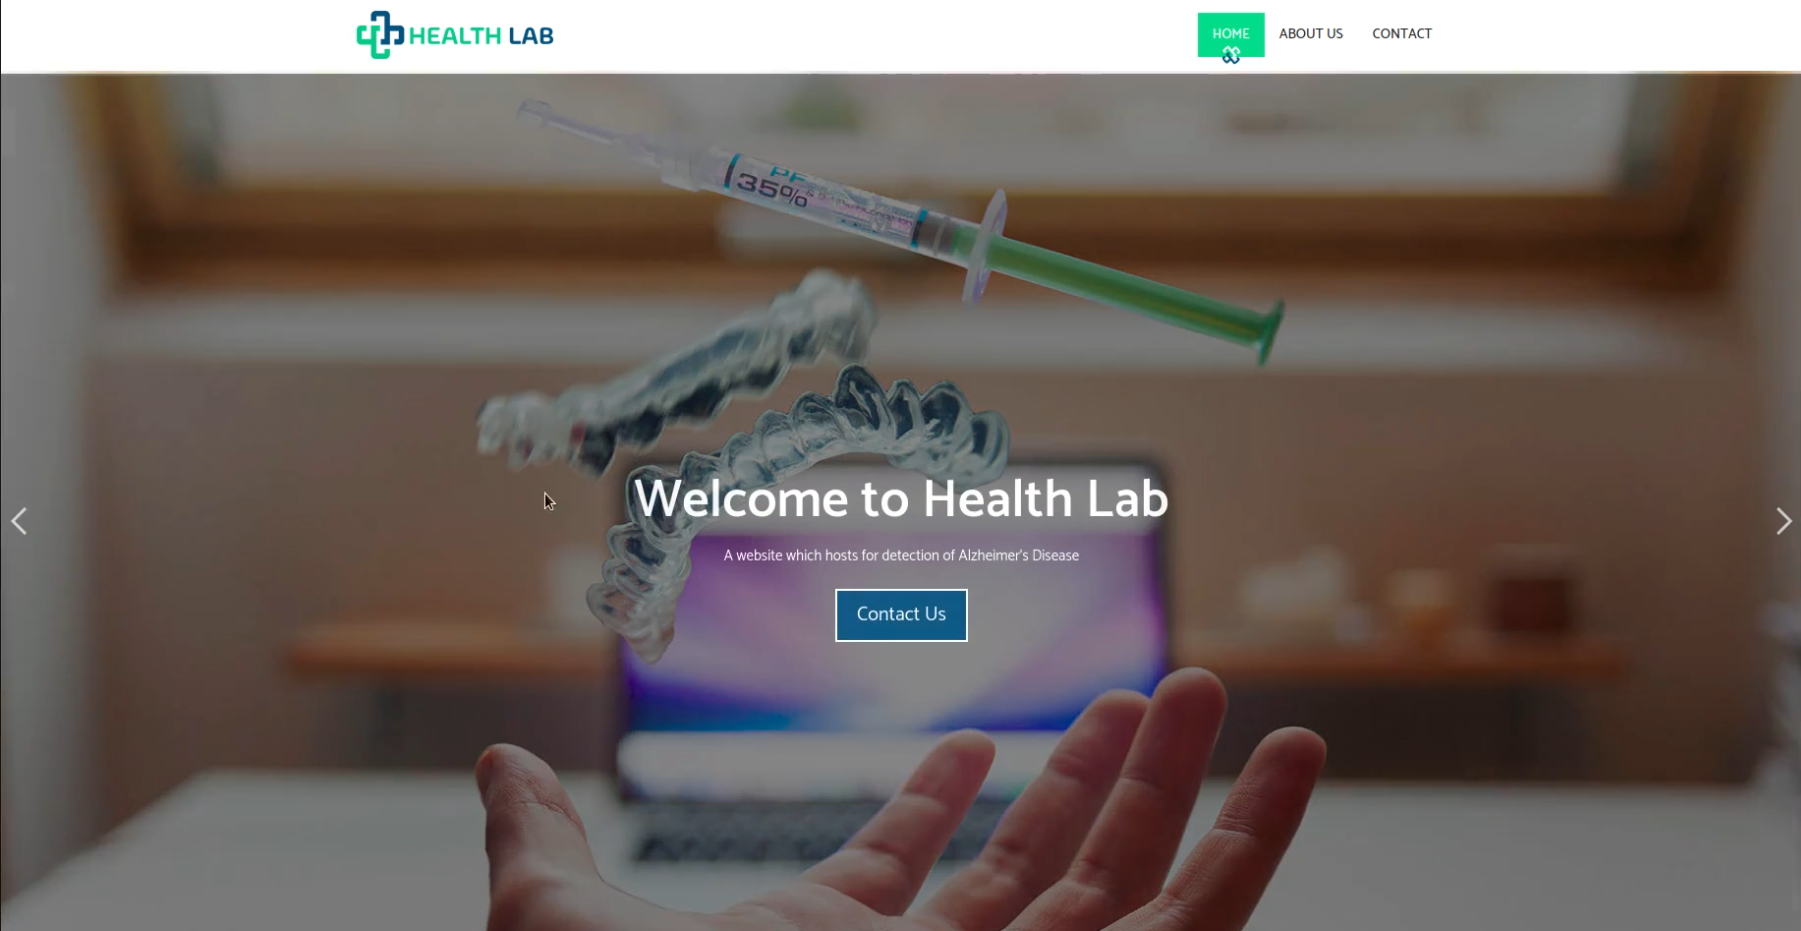 HEALTH LAB
HOME
ABOUT US
CONTACT
PF
35%
Welcome to Health Lab
A website which hosts for detection of Alzheimer's Disease
Contact Us